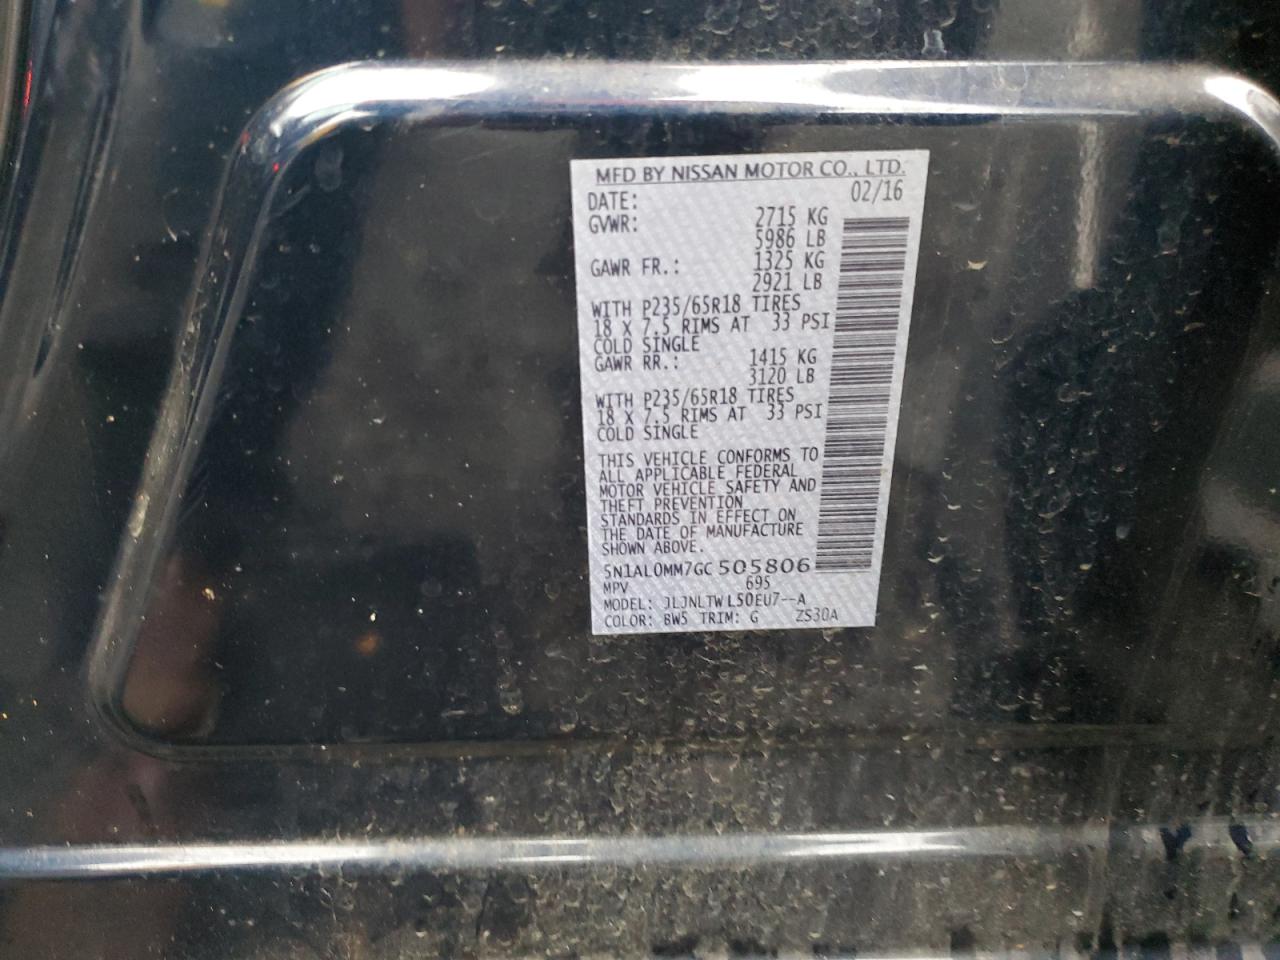 MFD BY NISSAN MOTOR CO., LTD.
DATE: 02/16
GVWR: 2715 KG
5986 LB
GAWR FR.: 1325 KG
2921 LB
WITH P235/65R18 TIRES
18 X 7.5 RIMS AT 33 PSI
COLD SINGLE
GAWR RR.: 1415 KG
3120 LB
WITH P235/65R18 TIRES
18 X 7.5 RIMS AT 33 PSI
COLD SINGLE
THIS VEHICLE CONFORMS TO
ALL APPLICABLE FEDERAL
MOTOR VEHICLE SAFETY AND
THEFT PREVENTION
STANDARDS IN EFFECT ON
THE DATE OF MANUFACTURE
SHOWN ABOVE.
5N1AL0MM7GC505806
MPV 695
MODEL: JLJNLTWL50EU7--A
COLOR: BW5 TRIM: G ZS30A